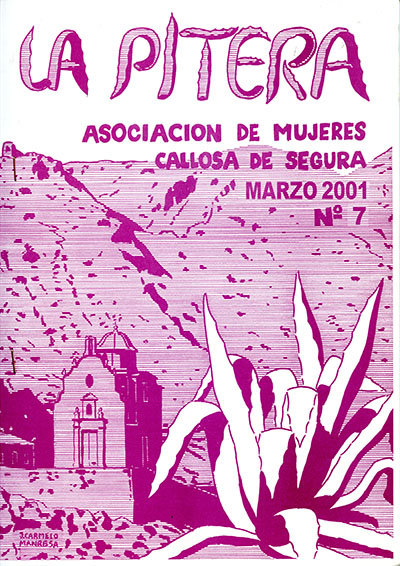 LA PITERA
ASOCIACION DE MUJERES
CALLOSA DE SEGURA
MARZO 2001
Nº 7
J. CARMELO
MANRESA